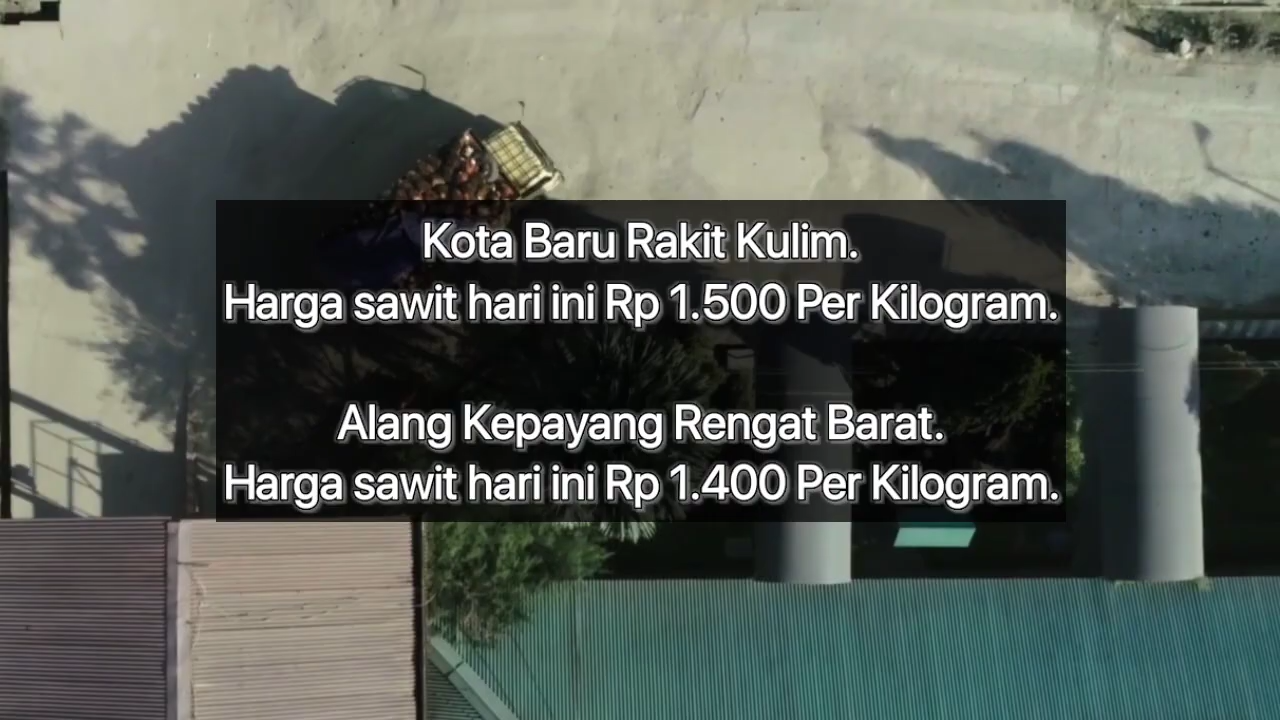 Kota Baru Rakit Kulim.
Harga sawit hari ini Rp 1.500 Per Kilogram.
Alang Kepayang Rengat Barat.
Harga sawit hari ini Rp 1.400 Per Kilogram.